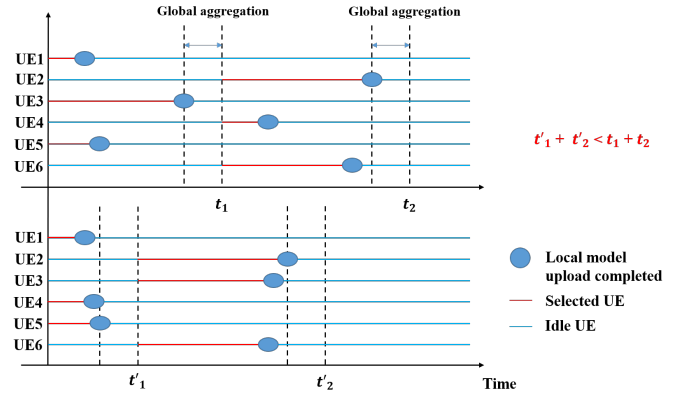 Global aggregation Global aggregation
UE1
UE2
UE3
UE4
UE5
UE6
t'1 + t'2 < t1 + t2
t1 t2
UE1
UE2
UE3
UE4
UE5
UE6
Local model
upload completed
Selected UE
Idle UE
t'1 t'2 Time